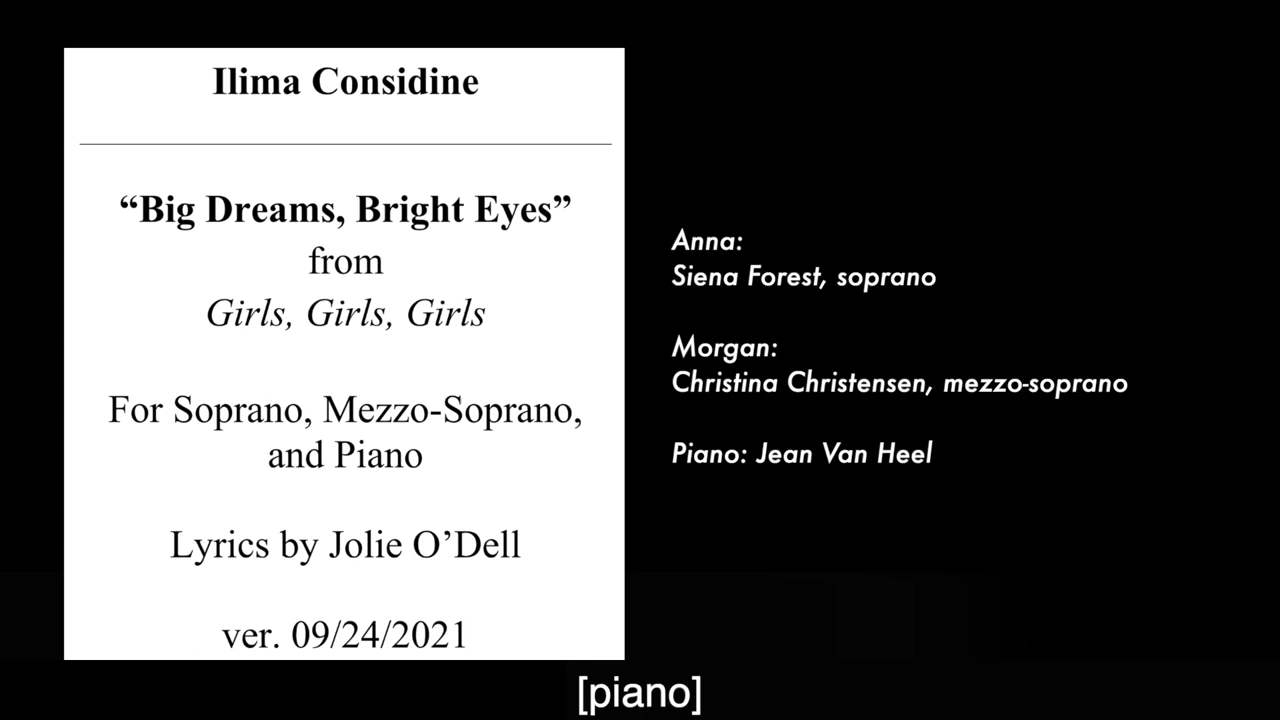 Ilima Considine
“Big Dreams, Bright Eyes”
from
Girls, Girls, Girls
For Soprano, Mezzo-Soprano,
and Piano
Lyrics by Jolie O’Dell
ver. 09/24/2021
Anna:
Siena Forest, soprano
Morgan:
Christina Christensen, mezzo-soprano
Piano: Jean Van Heel
[piano]